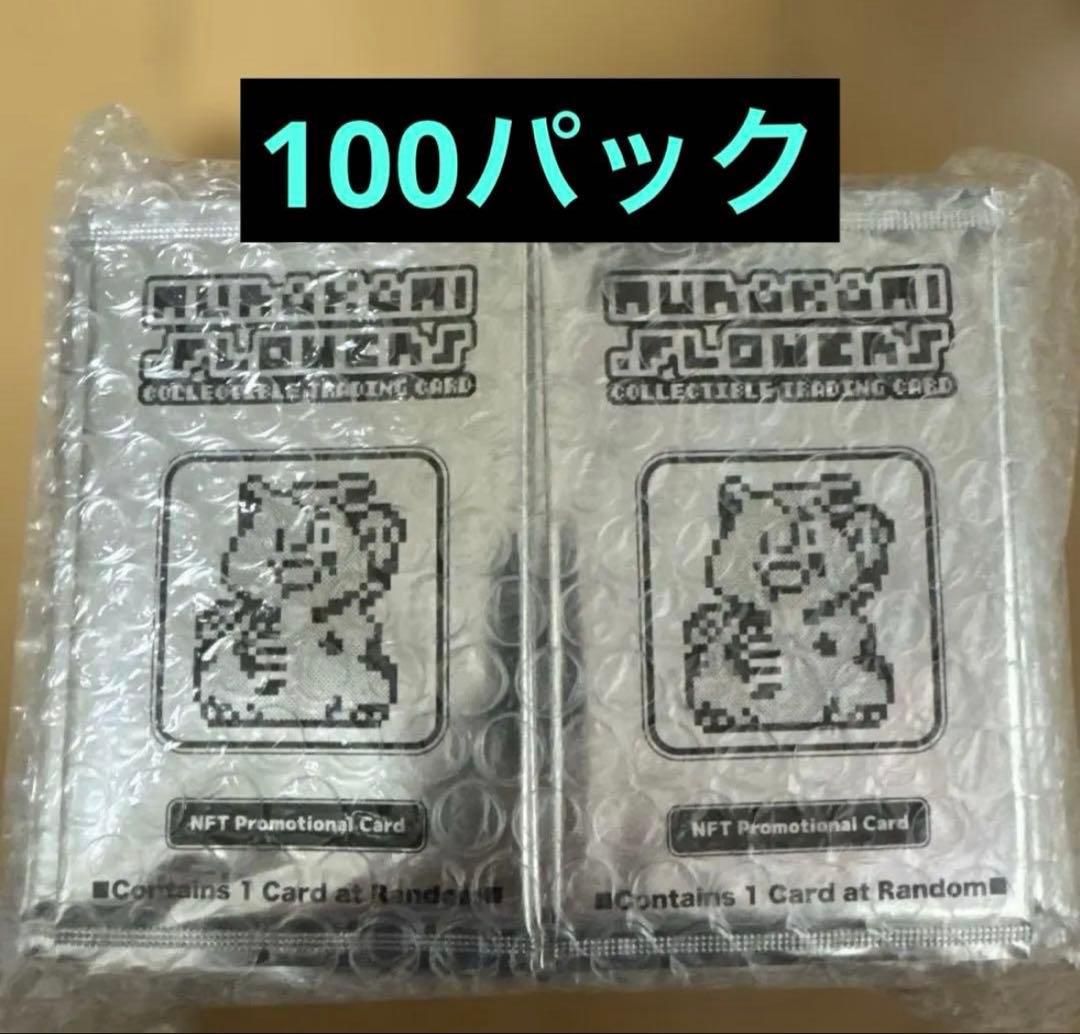 100パック
MURAKAMI
.FLOWERS
COLLECTIBLE TRADING CARD
NFT Promotional Card
■Contains 1 Card at Random■
MURAKAMI
.FLOWERS
COLLECTIBLE TRADING CARD
NFT Promotional Card
■Contains 1 Card at Random■